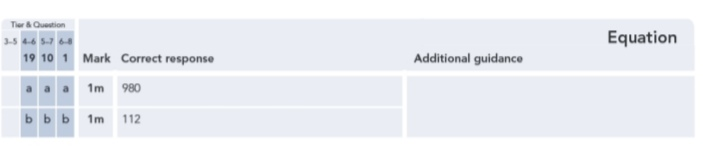 Tier & Question
3–5 4–6 5–7 6–8
Equation
19 10 1 Mark Correct response Additional guidance
a a a 1m 980
b b b 1m 112